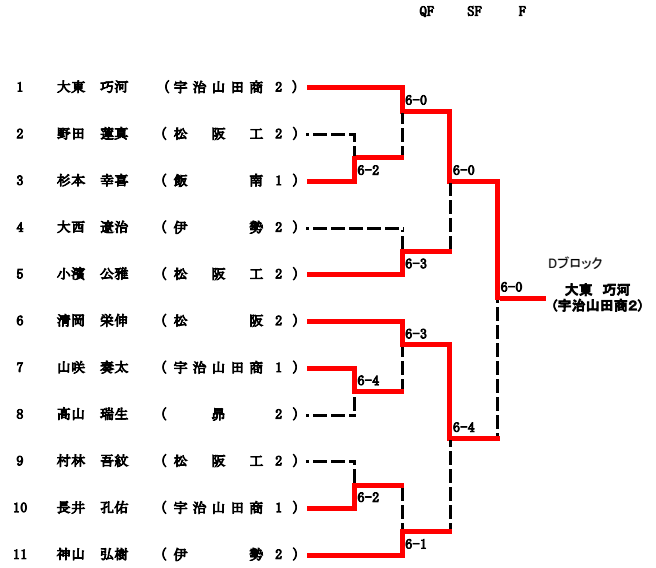 QF SF F
1 大東 巧河 (宇治山田商 2)
6-0
2 野田 蓮真 (松阪工 2)
6-2
6-0
3 杉本 幸喜 (飯南 1)
4 大西 遼治 (伊勢 2)
6-3
Dブロック
5 小濱 公雅 (松阪工 2)
6-0
大東 巧河
(宇治山田商2)
6 清岡 栄伸 (松阪 2)
6-3
7 山咲 奏太 (宇治山田商 1)
6-4
8 高山 瑞生 (昴 2)
6-4
9 村林 吾紋 (松阪工 2)
6-2
10 長井 孔佑 (宇治山田商 1)
6-1
11 神山 弘樹 (伊勢 2)